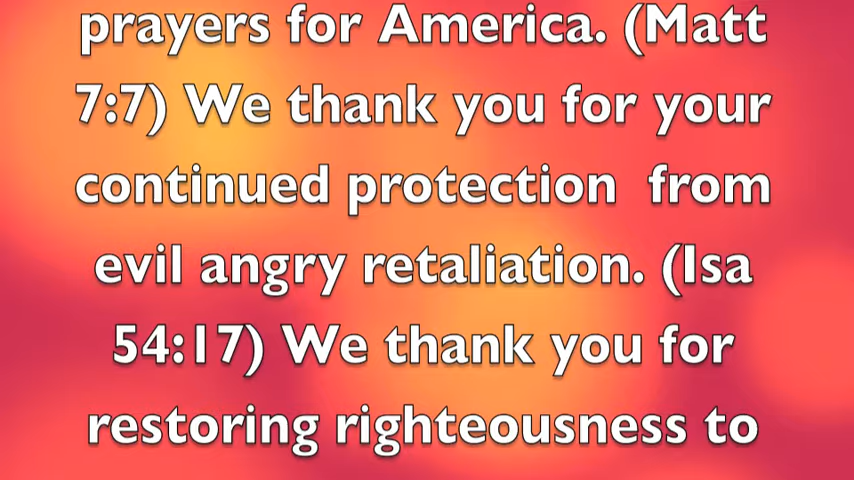 prayers for America. (Matt
7:7) We thank you for your
continued protection  from
evil angry retaliation. (Isa
54:17) We thank you for
restoring righteousness to